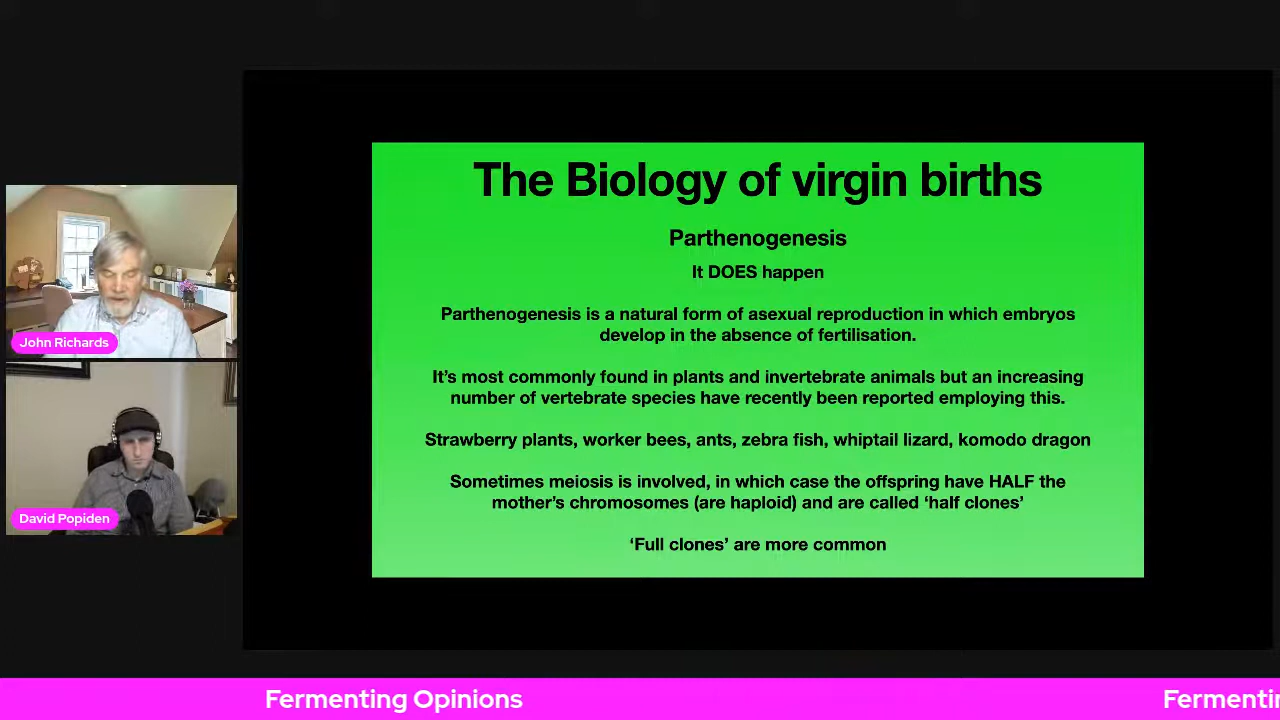 The Biology of virgin births
Parthenogenesis
It DOES happen
Parthenogenesis is a natural form of asexual reproduction in which embryos
develop in the absence of fertilisation.
It’s most commonly found in plants and invertebrate animals but an increasing
number of vertebrate species have recently been reported employing this.
Strawberry plants, worker bees, ants, zebra fish, whiptail lizard, komodo dragon
Sometimes meiosis is involved, in which case the offspring have HALF the
mother’s chromosomes (are haploid) and are called ‘half clones’
‘Full clones’ are more common
John Richards
David Popiden
Fermenting Opinions
Fermentin